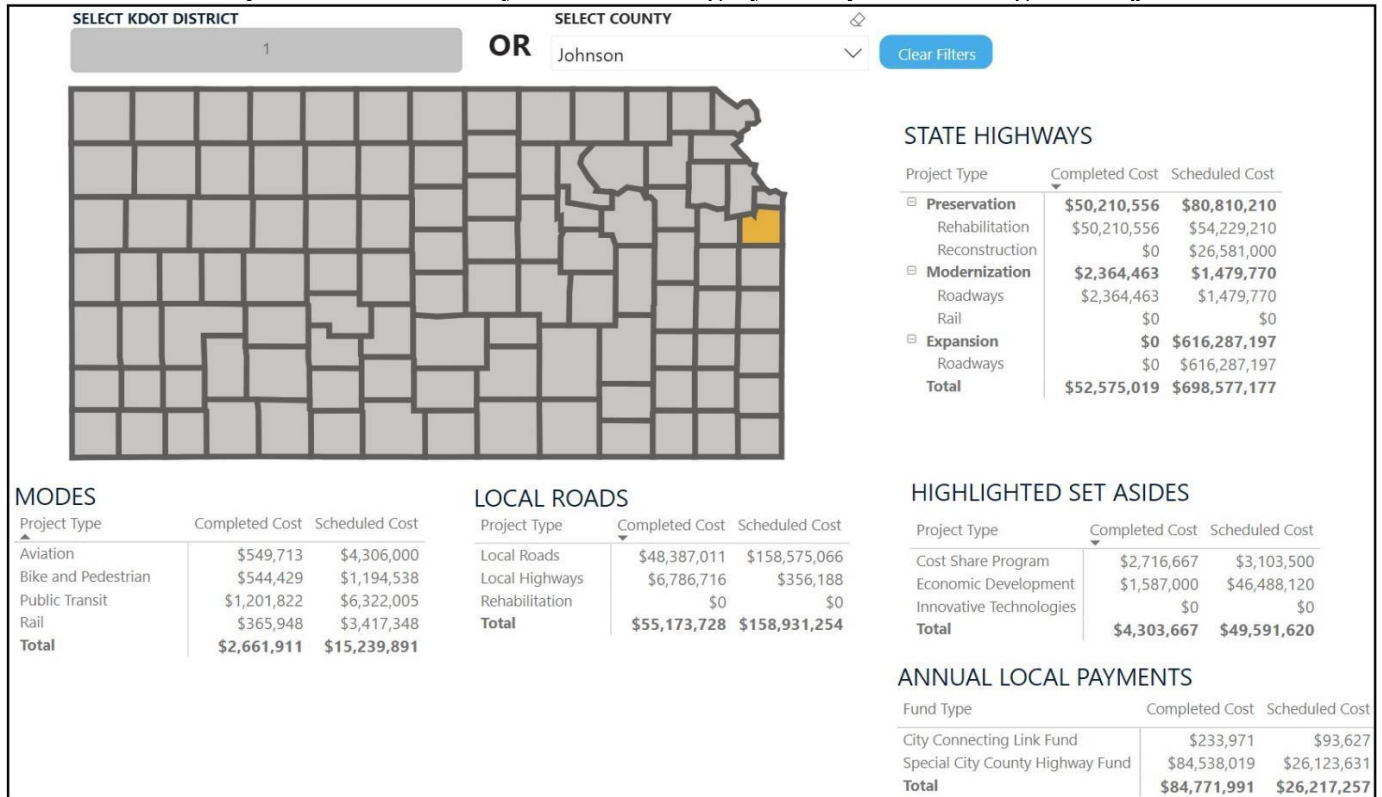 SELECT KDOT DISTRICT
1
OR
SELECT COUNTY
Johnson
Clear Filters
STATE HIGHWAYS
Project Type Completed Cost Scheduled Cost
Preservation $50,210,556 $80,810,210
Rehabilitation $50,210,556 $54,229,210
Reconstruction $0 $26,581,000
Modernization $2,364,463 $1,479,770
Roadways $2,364,463 $1,479,770
Rail $0 $0
Expansion $0 $616,287,197
Roadways $0 $616,287,197
Total $52,575,019 $698,577,177
MODES
Project Type Completed Cost Scheduled Cost
Aviation $549,713 $4,306,000
Bike and Pedestrian $544,429 $1,194,538
Public Transit $1,201,822 $6,322,005
Rail $365,948 $3,417,348
Total $2,661,911 $15,239,891
LOCAL ROADS
Project Type Completed Cost Scheduled Cost
Local Roads $48,387,011 $158,575,066
Local Highways $6,786,716 $356,188
Rehabilitation $0 $0
Total $55,173,728 $158,931,254
HIGHLIGHTED SET ASIDES
Project Type Completed Cost Scheduled Cost
Cost Share Program $2,716,667 $3,103,500
Economic Development $1,587,000 $46,488,120
Innovative Technologies $0 $0
Total $4,303,667 $49,591,620
ANNUAL LOCAL PAYMENTS
Fund Type Completed Cost Scheduled Cost
City Connecting Link Fund $233,971 $93,627
Special City County Highway Fund $84,538,019 $26,123,631
Total $84,771,991 $26,217,257